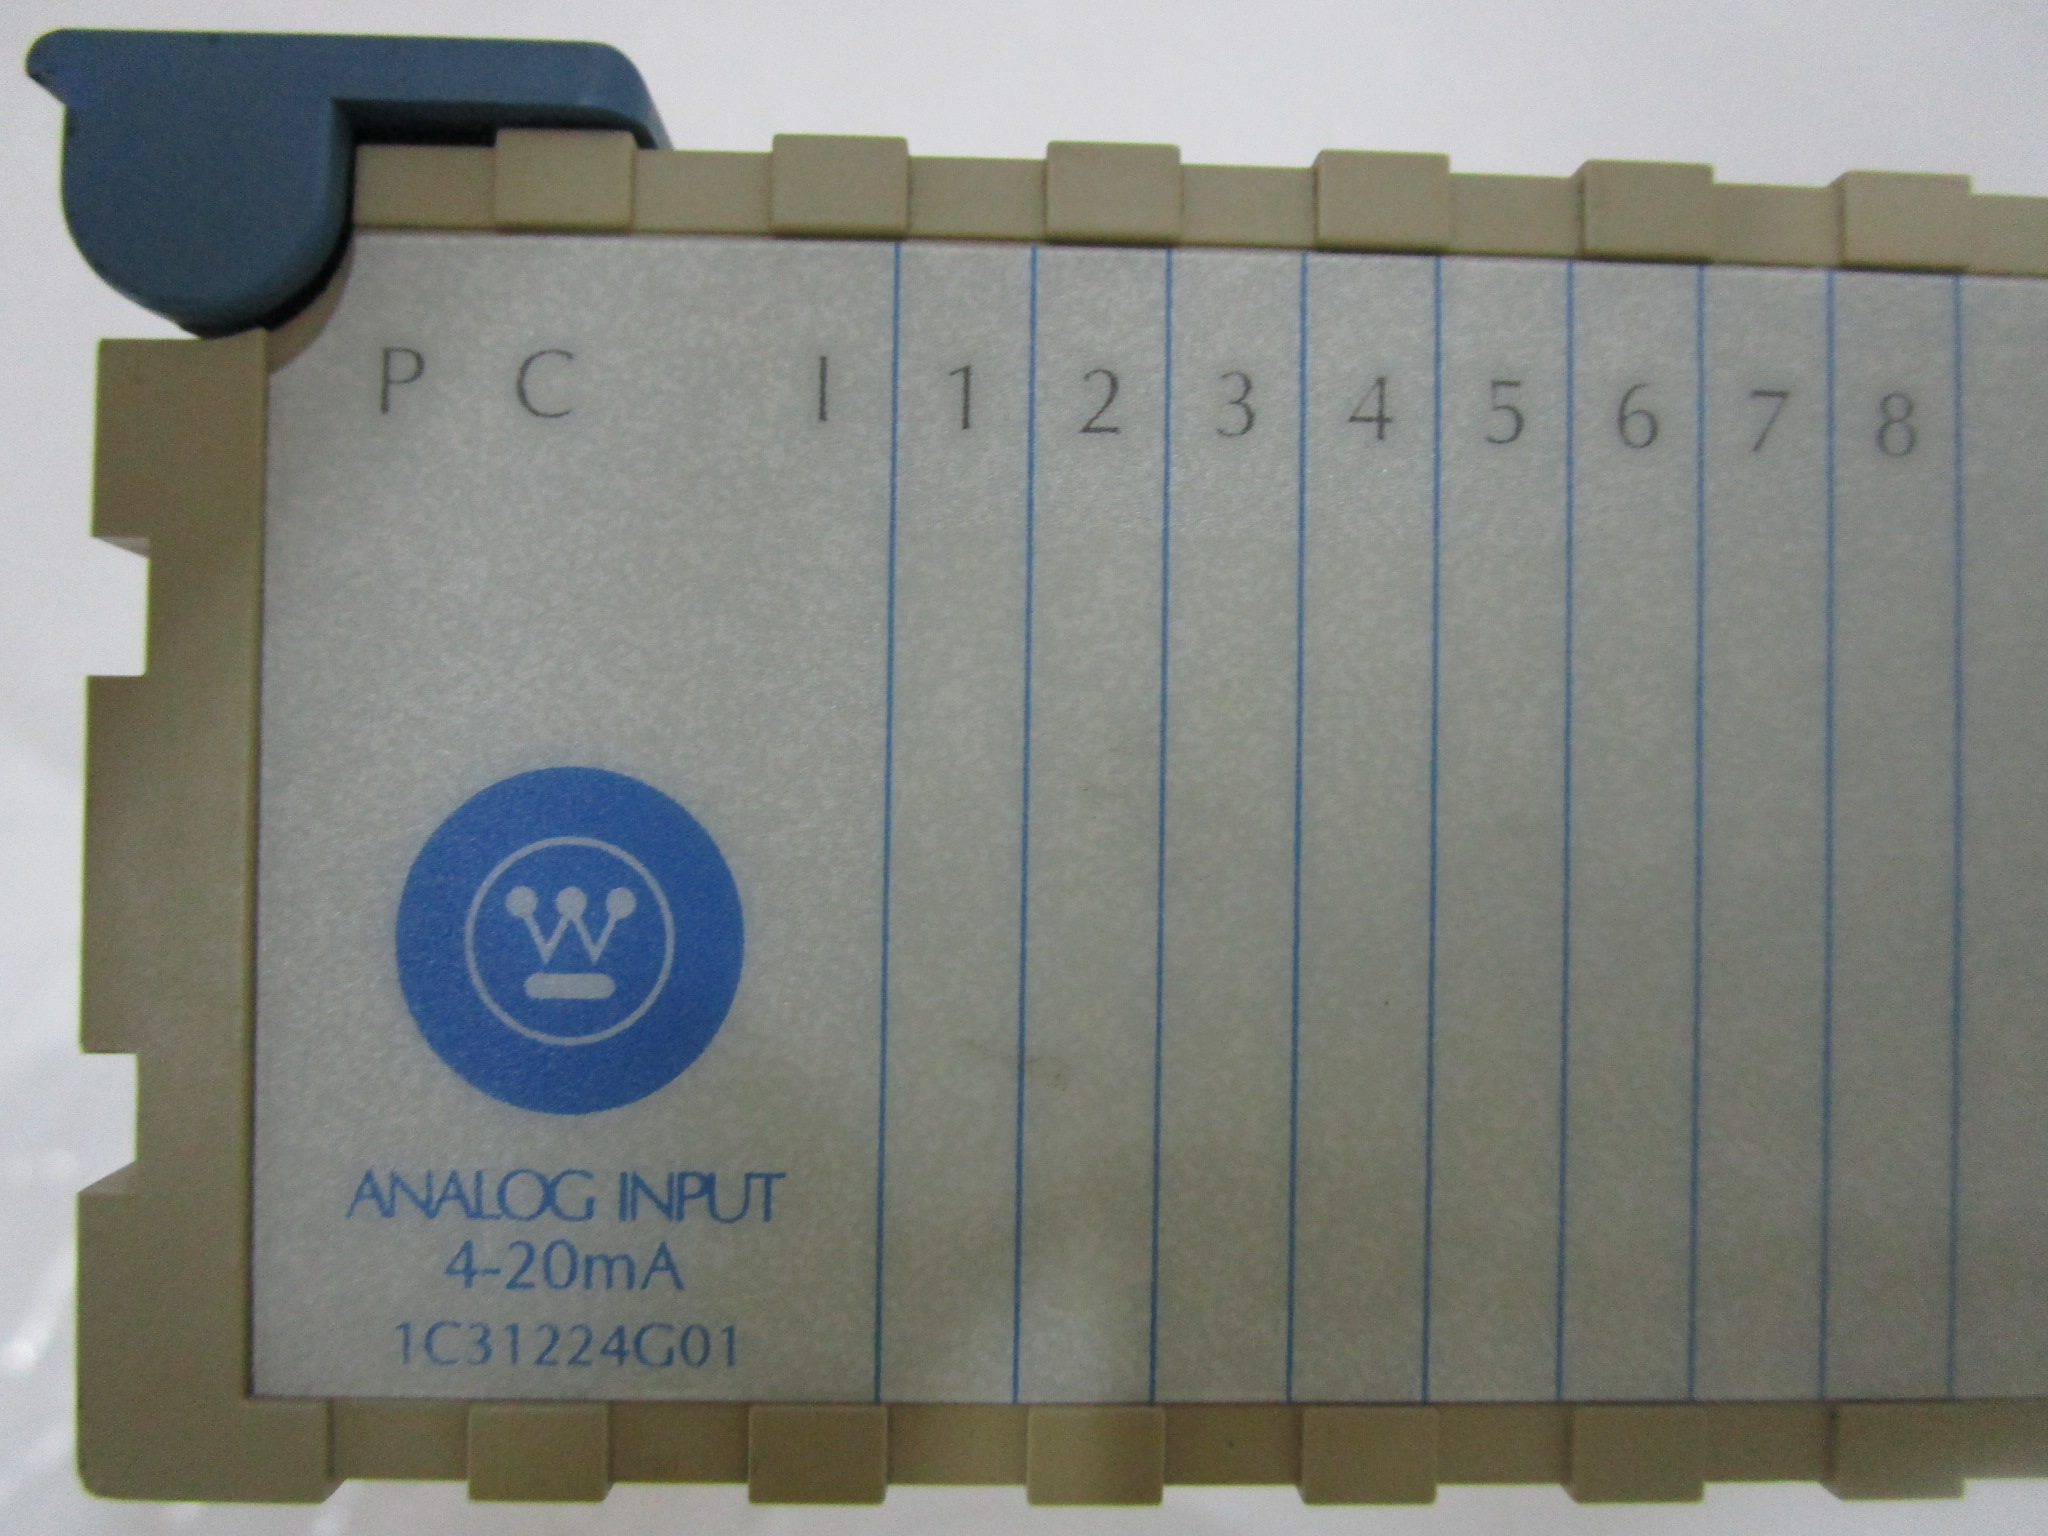 P C I 1 2 3 4 5 6 7 8
W
ANALOG INPUT
4-20mA
1C31224G01